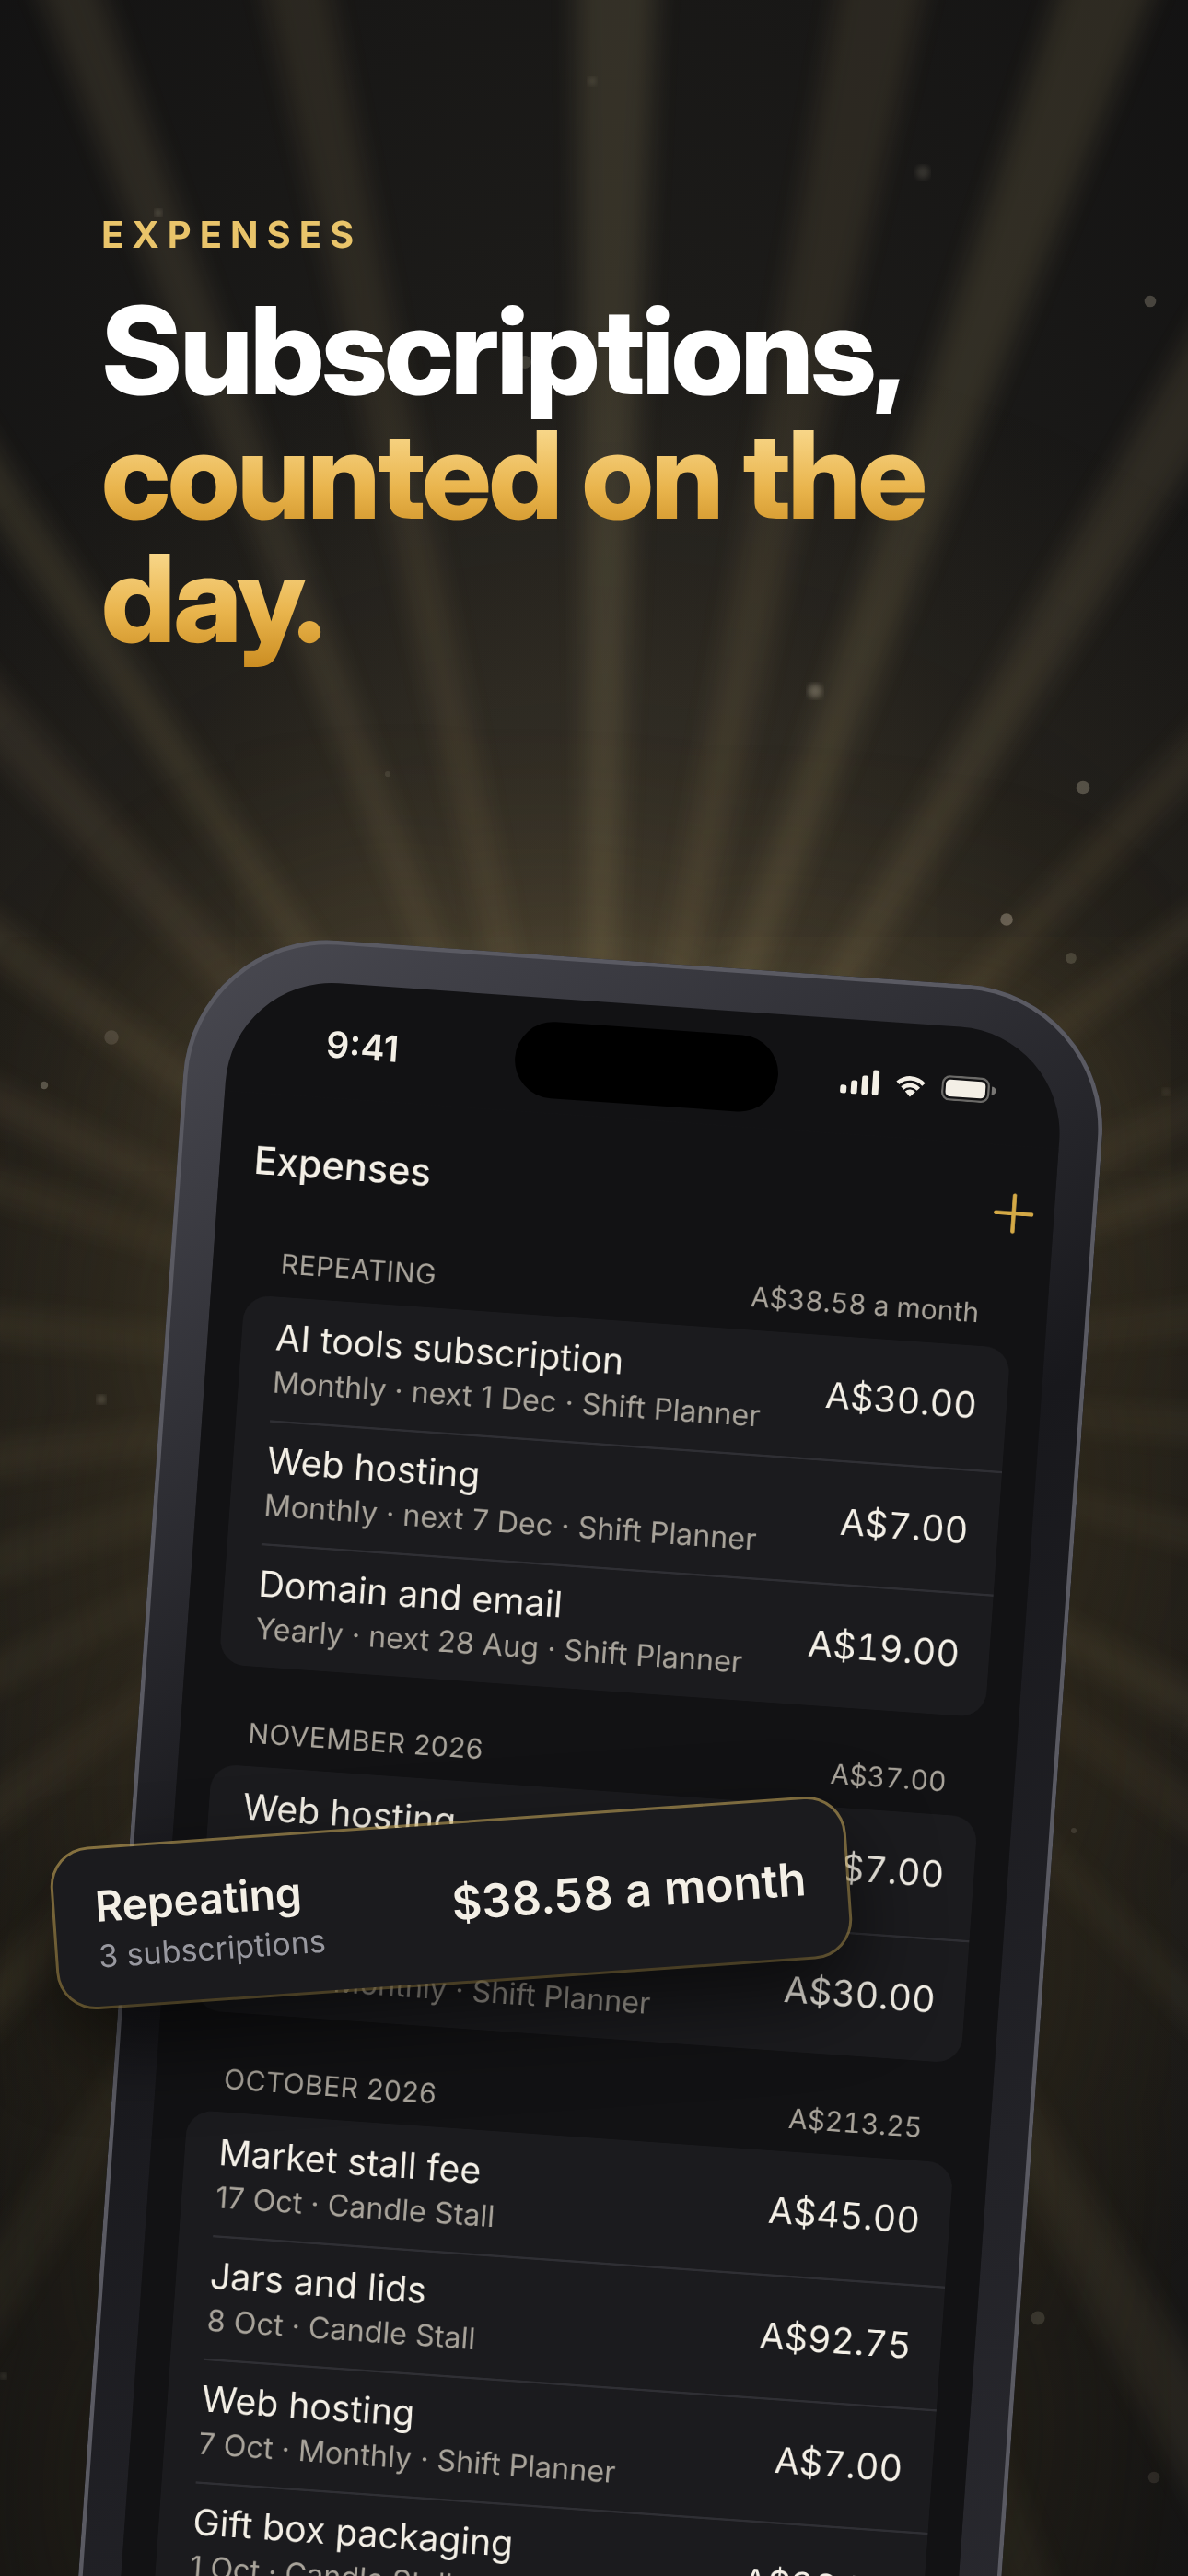 EXPENSES
Subscriptions,
counted on the
day.
9:41
Expenses
REPEATING A$38.58 a month
AI tools subscription
Monthly · next 1 Dec · Shift Planner A$30.00
Web hosting
Monthly · next 7 Dec · Shift Planner A$7.00
Domain and email
Yearly · next 28 Aug · Shift Planner A$19.00
NOVEMBER 2026 A$37.00
Web hosting
$7.00
Repeating $38.58 a month
3 subscriptions
· Shift Planner A$30.00
OCTOBER 2026 A$213.25
Market stall fee
17 Oct · Candle Stall A$45.00
Jars and lids
8 Oct · Candle Stall A$92.75
Web hosting
7 Oct · Monthly · Shift Planner A$7.00
Gift box packaging
1 Oct · Candle Stall